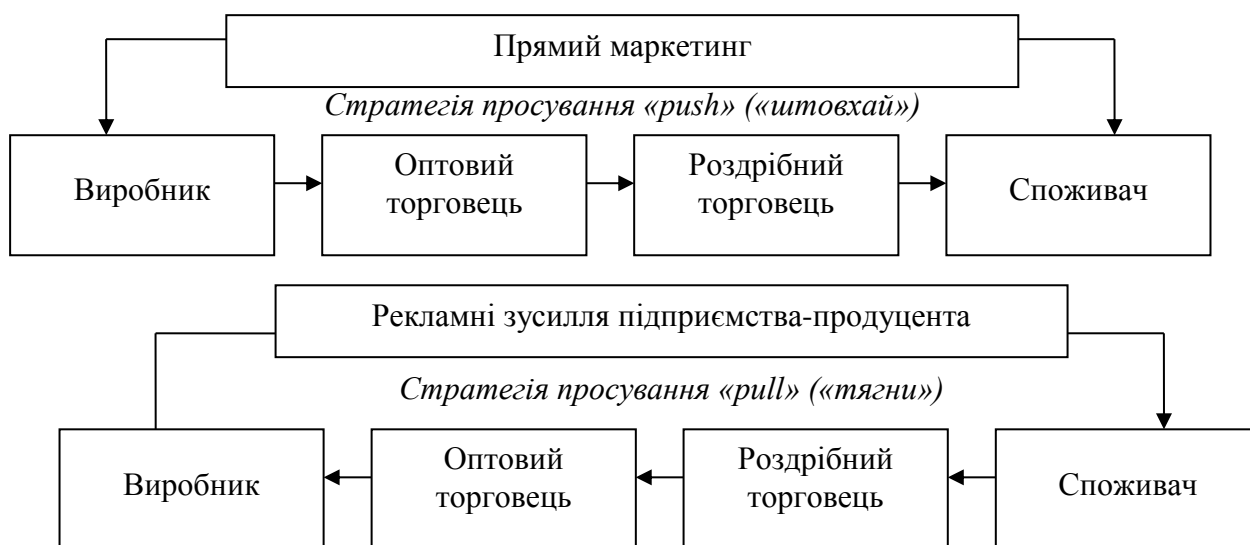 Прямий маркетинг
Стратегія просування «push» («штовхай»)
Виробник
Оптовий
торговець
Роздрібний
торговець
Споживач
Рекламні зусилля підприємства-продуцента
Стратегія просування «pull» («тягни»)
Виробник
Оптовий
торговець
Роздрібний
торговець
Споживач